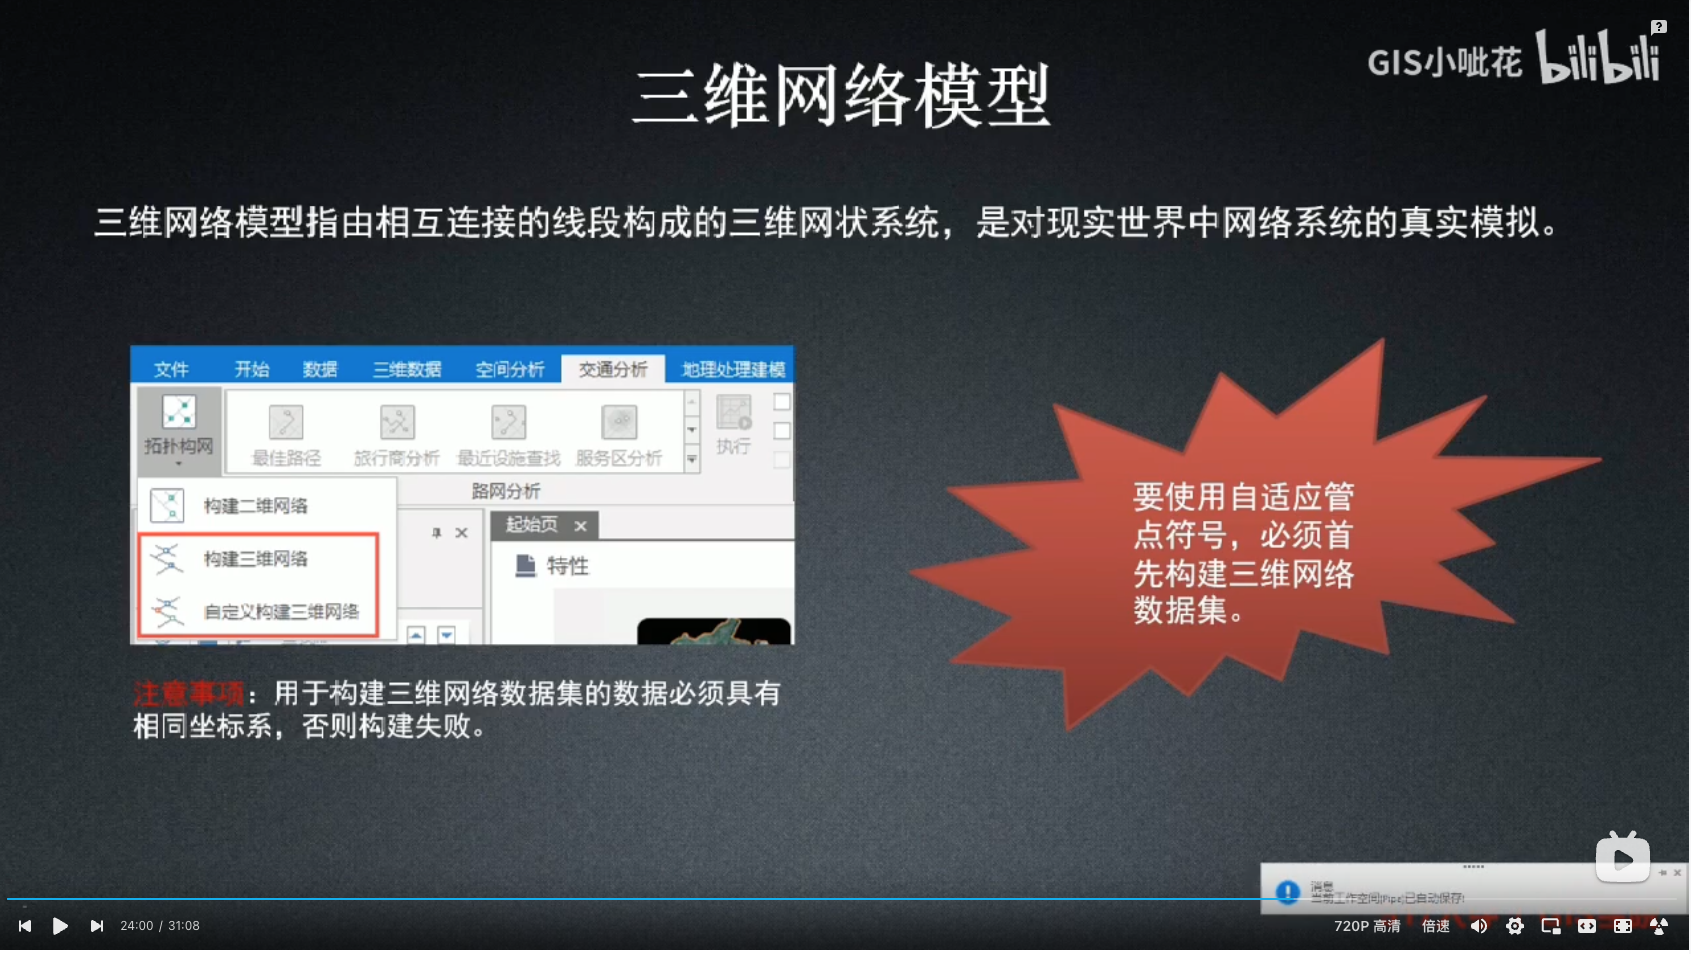 GIS小呲花 bilibili
?
三维网络模型
三维网络模型指由相互连接的线段构成的三维网状系统，是对现实世界中网络系统的真实模拟。
文件 开始 数据 三维数据 空间分析 交通分析 地理处理建模
拓扑构网 最佳路径 旅行商分析 最近设施查找 服务区分析 执行
路网分析
构建二维网络
构建三维网络
自定义构建三维网络
起始页
特性
要使用自适应管
点符号，必须首
先构建三维网络
数据集。
注意事项：用于构建三维网络数据集的数据必须具有
相同坐标系，否则构建失败。
消息
当前工作空间[Pipe]已自动保存!
24:00 / 31:08
720P 高清 倍速